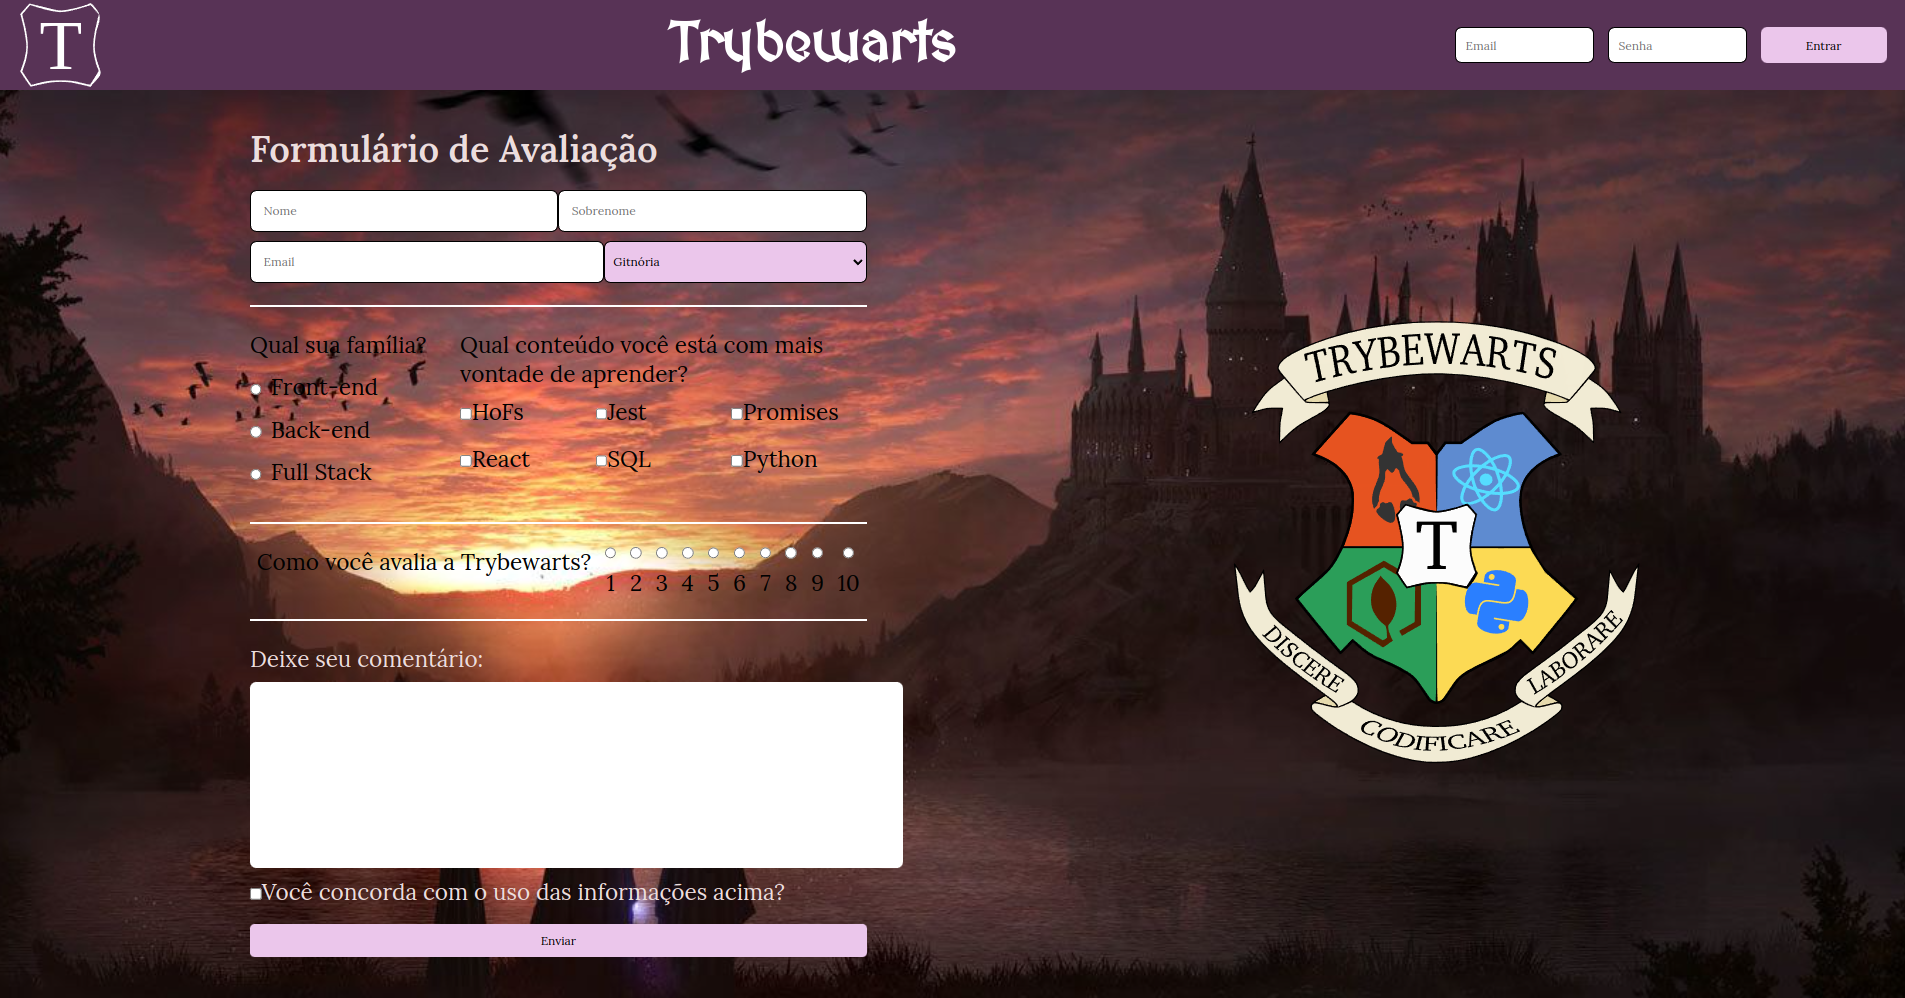 T
Trybewarts
Email
Senha
Entrar
Formulário de Avaliação
Nome
Sobrenome
Email
Gitnória
Qual sua família?
Front-end
Back-end
Full Stack
Qual conteúdo você está com mais
vontade de aprender?
HoFs
Jest
Promises
React
SQL
Python
Como você avalia a Trybewarts?
1 2 3 4 5 6 7 8 9 10
Deixe seu comentário:
Você concorda com o uso das informações acima?
Enviar
TRYBEWARTS
T
DISCERE
CODIFICARE
LABORARE